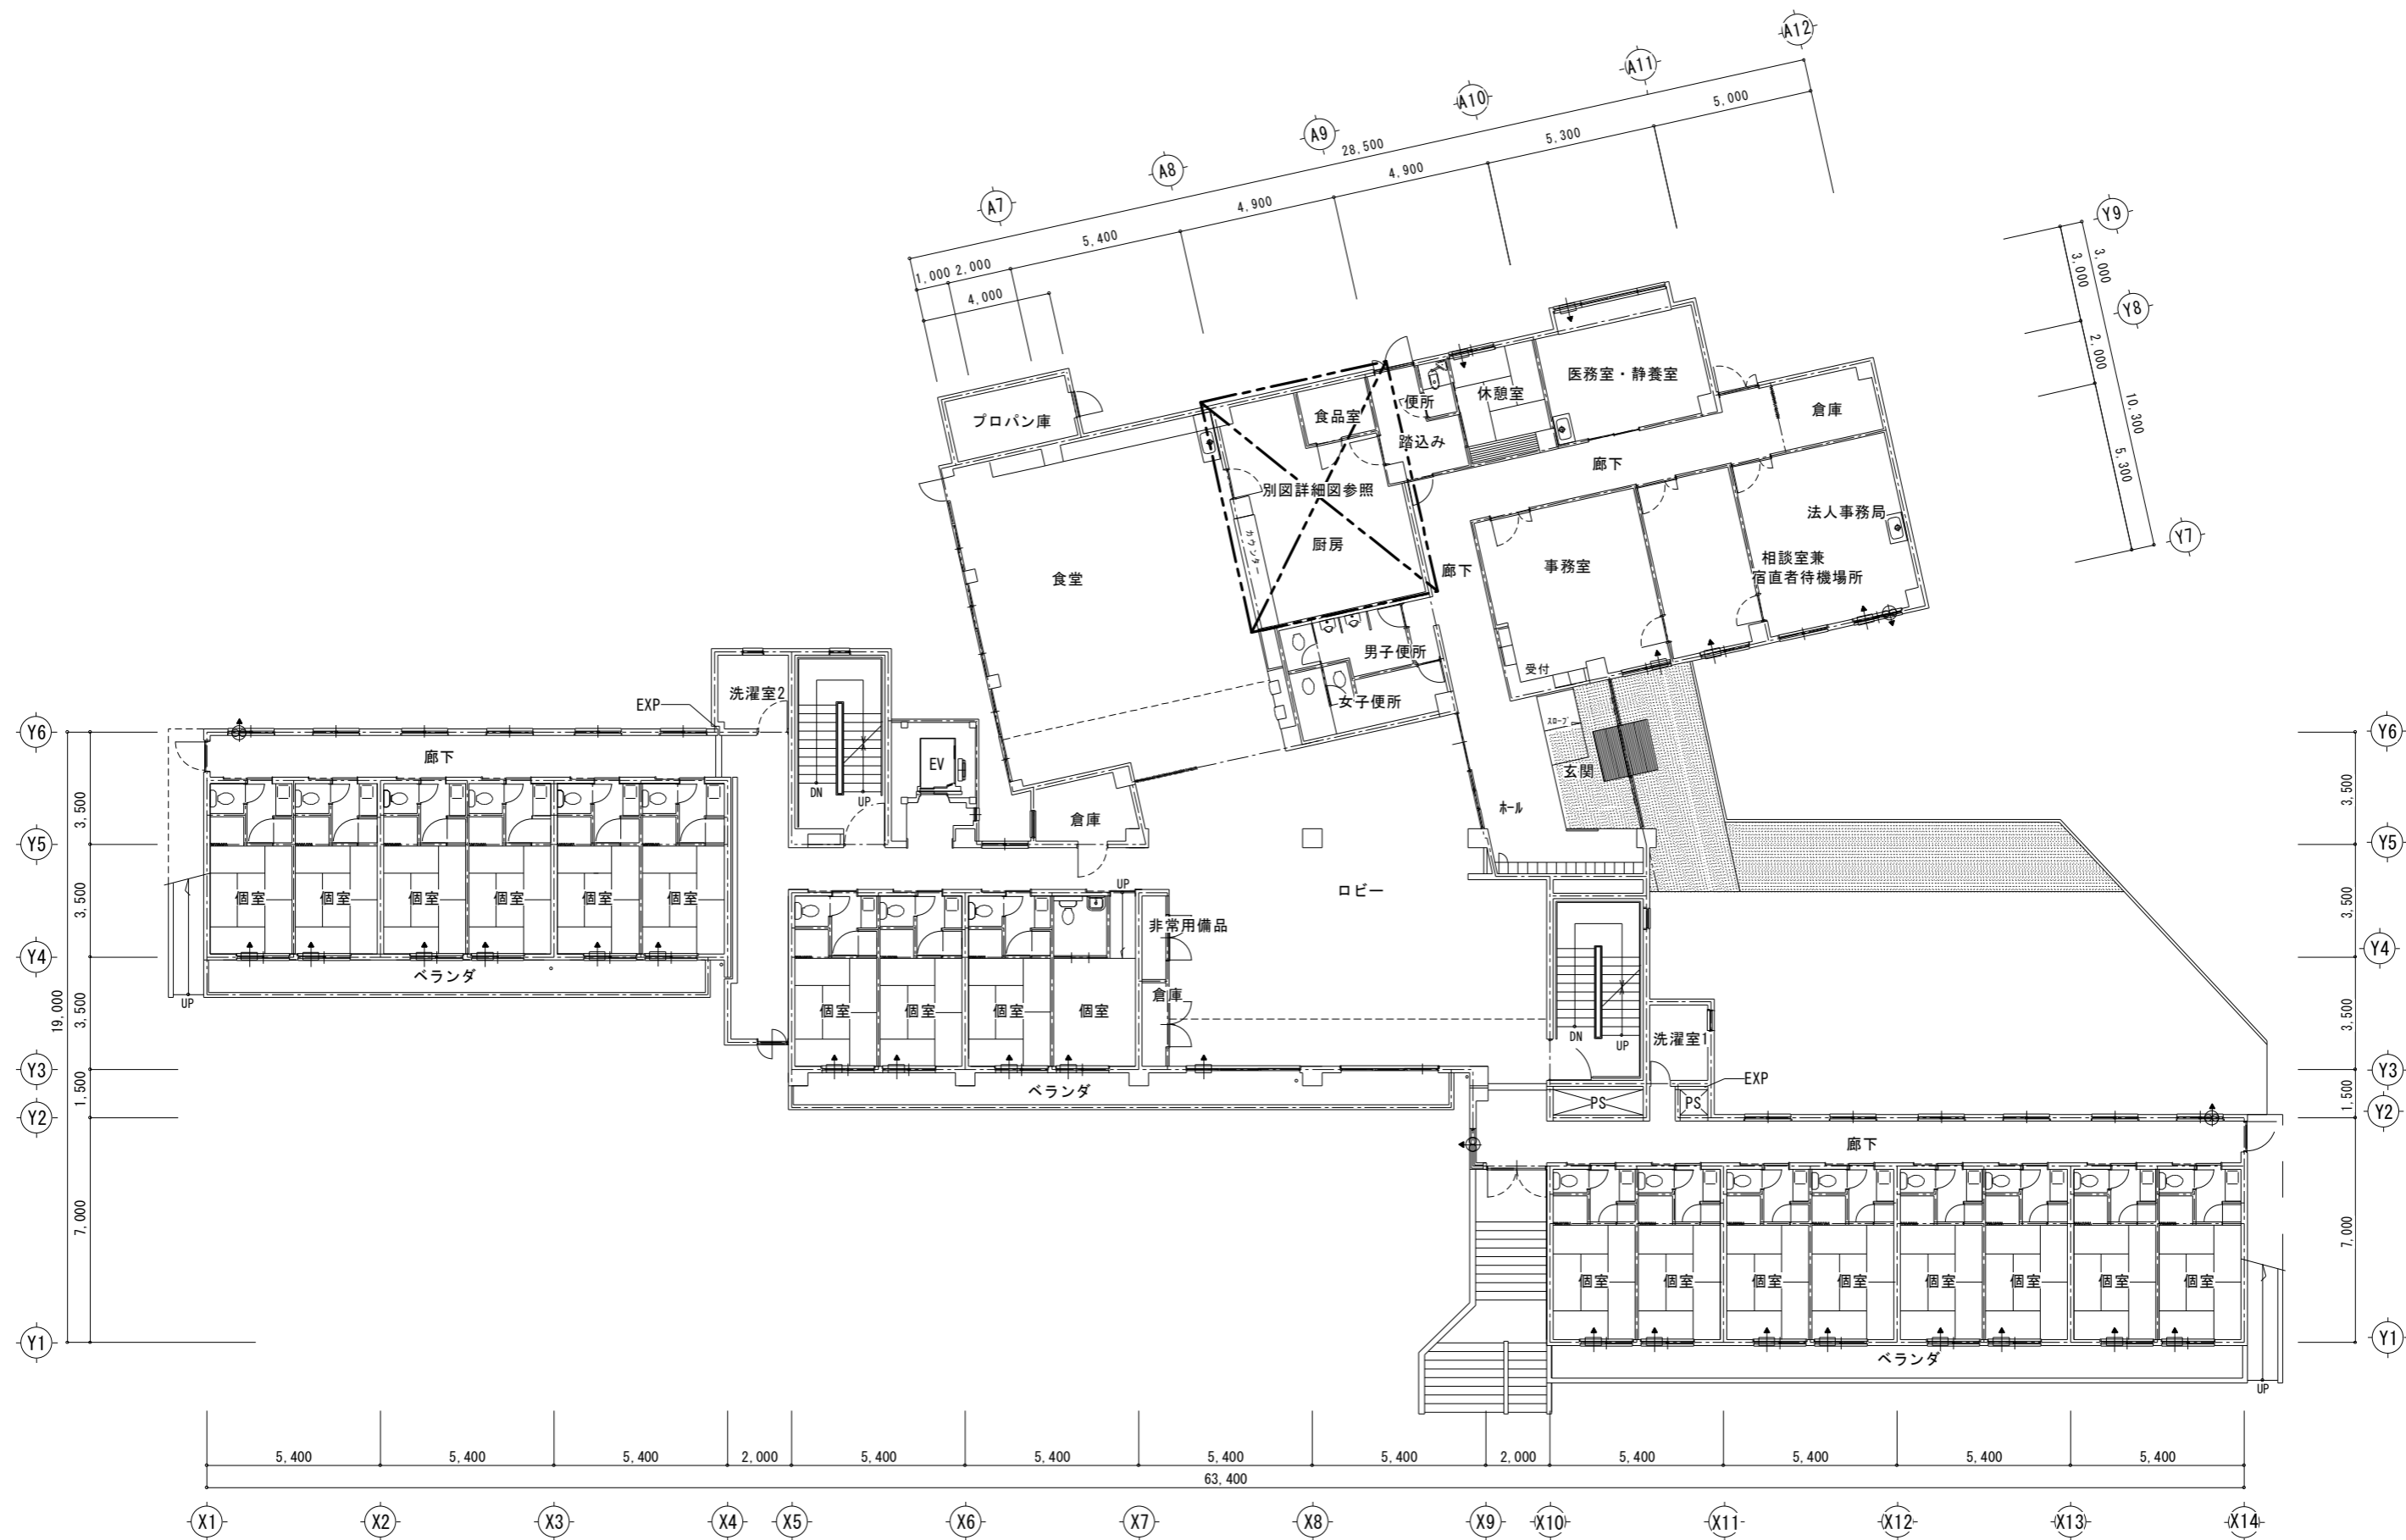 A12
A11
A10
A9
A8
A7
28,500
5,000
5,300
4,900
4,900
5,400
1,000
2,000
4,000
Y9
Y8
Y7
3,000
3,000
2,000
10,300
5,300
プロパン庫
食品室
便所
休憩室
医務室・静養室
倉庫
踏込み
廊下
別図詳細図参照
カウンター
厨房
食堂
廊下
事務室
法人事務局
相談室兼
宿直者待機場所
男子便所
女子便所
受付
スロープ
玄関
ホール
洗濯室2
EXP
EV
DN
UP
倉庫
廊下
個室
個室
個室
個室
個室
個室
ベランダ
UP
ロビー
UP
非常用備品
倉庫
個室
個室
個室
個室
ベランダ
DN
UP
洗濯室1
EXP
PS
PS
廊下
個室
個室
個室
個室
個室
個室
個室
個室
ベランダ
UP
Y6
Y5
Y4
Y3
Y2
Y1
3,500
3,500
3,500
19,000
1,500
7,000
Y6
Y5
Y4
Y3
Y2
Y1
3,500
3,500
3,500
1,500
7,000
5,400
5,400
5,400
2,000
5,400
5,400
5,400
5,400
2,000
5,400
5,400
5,400
5,400
63,400
X1
X2
X3
X4
X5
X6
X7
X8
X9
X10
X11
X12
X13
X14